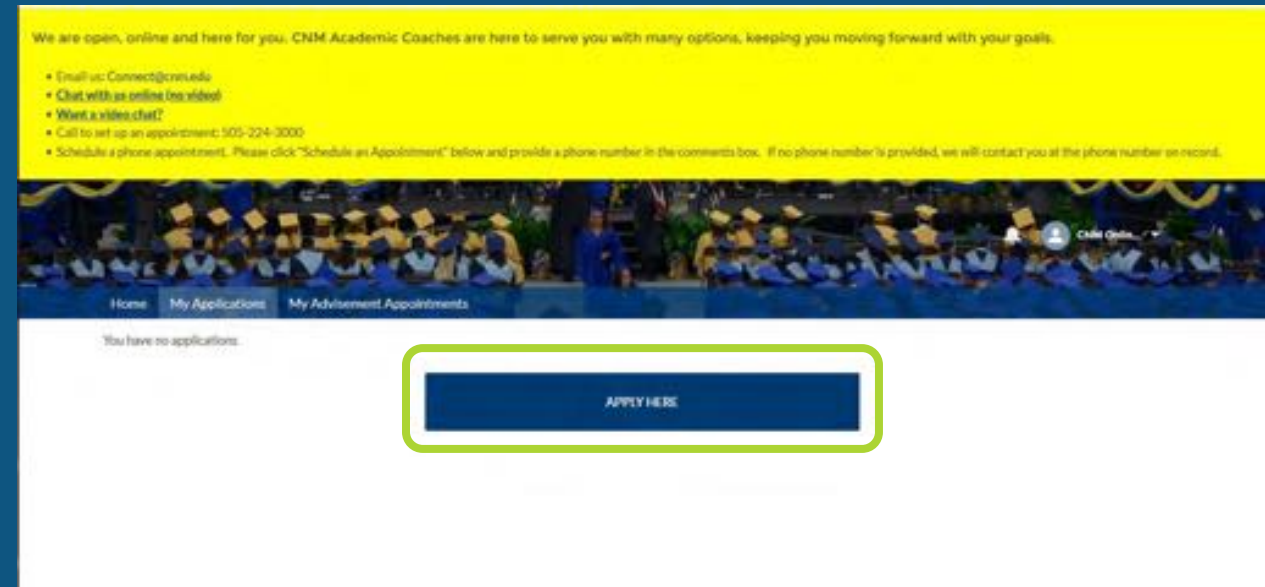 We are open, online and here for you. CNM Academic Coaches are here to serve you with many options, keeping you moving forward with your goals.
• Email us: Connect@cnm.edu
• Chat with us online (no video)
• Want a video chat?
• Call to set up an appointment: 505-224-3000
• Schedule a phone appointment. Please click "Schedule an Appointment" below and provide a phone number in the comments box. If no phone number is provided, we will contact you at the phone number on record.
Home My Applications My Advisement Appointments
You have no applications.
APPLY HERE